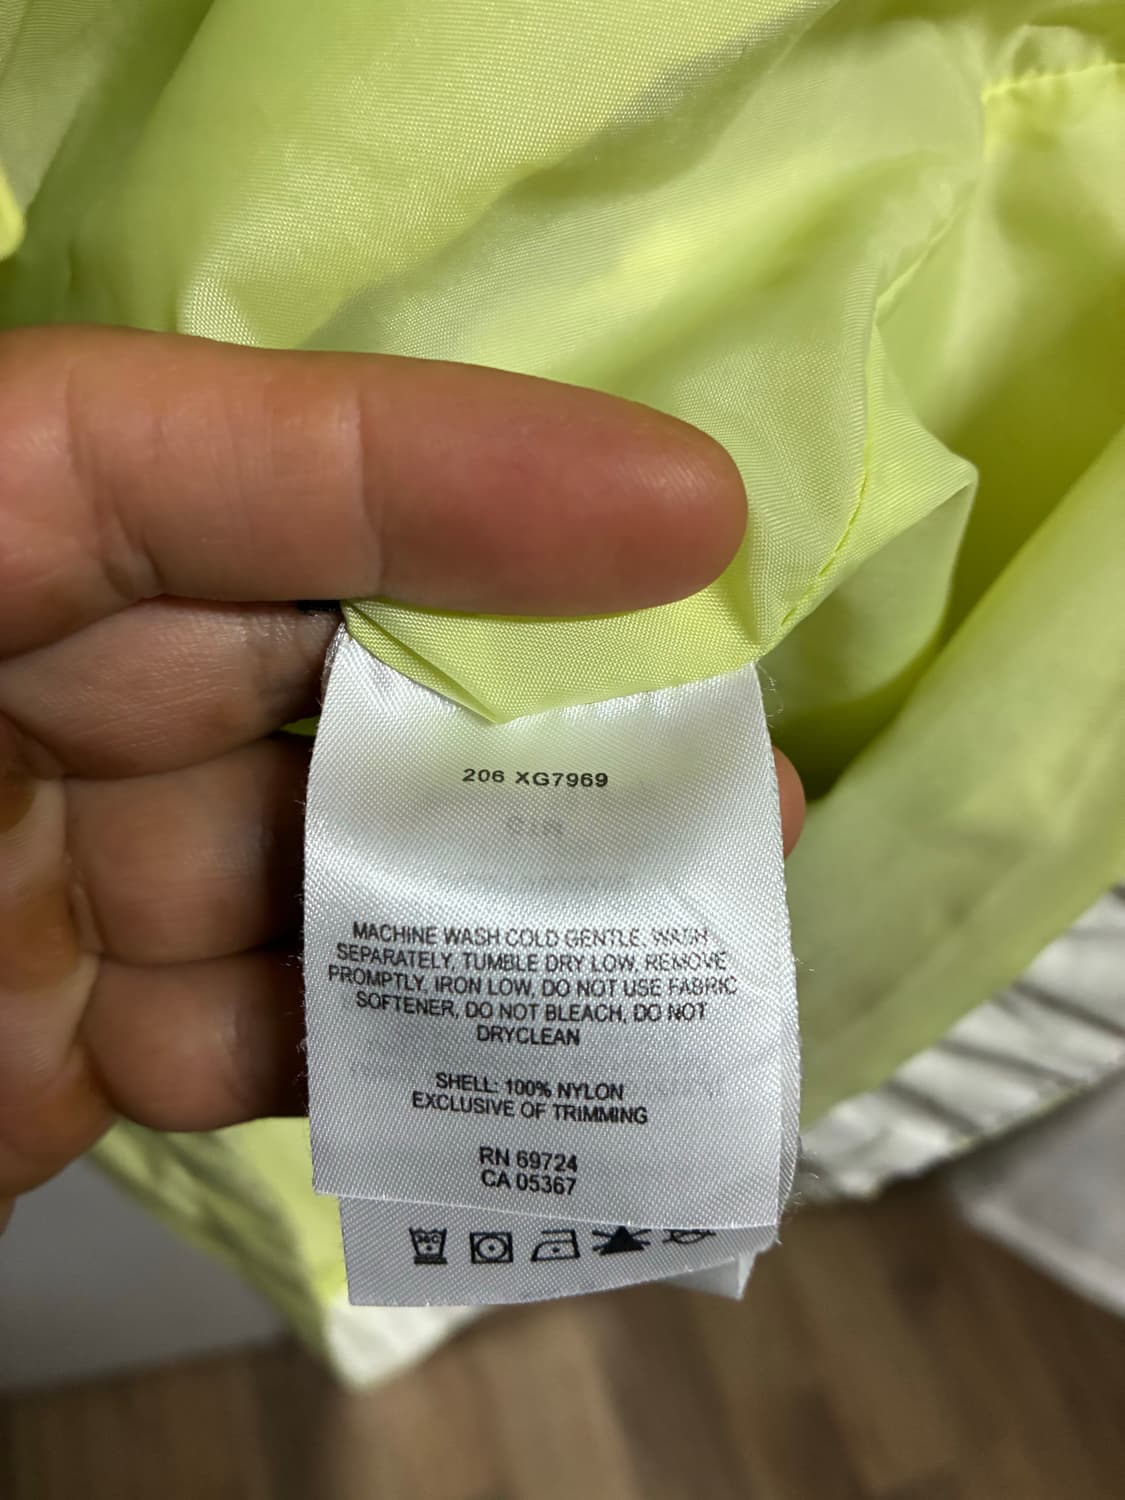 206 XG7969
MACHINE WASH COLD GENTLE, WASH
SEPARATELY, TUMBLE DRY LOW, REMOVE
PROMPTLY, IRON LOW, DO NOT USE FABRIC
SOFTENER, DO NOT BLEACH, DO NOT
DRYCLEAN
SHELL: 100% NYLON
EXCLUSIVE OF TRIMMING
RN 69724
CA 05367